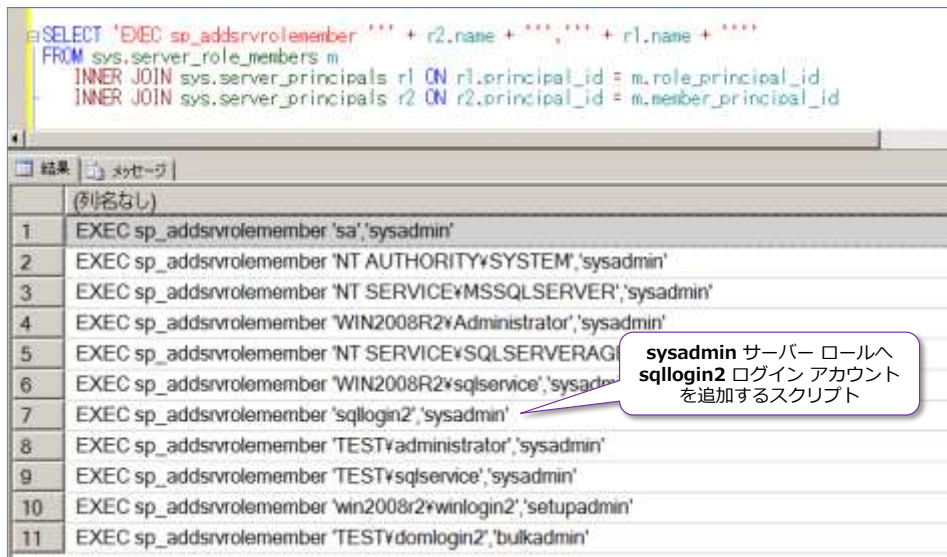 SELECT 'EXEC sp_addsrvrolemember ''' + r2.name + ''',''' + r1.name + ''''
FROM sys.server_role_members m
INNER JOIN sys.server_principals r1 ON r1.principal_id = m.role_principal_id
INNER JOIN sys.server_principals r2 ON r2.principal_id = m.member_principal_id
結果 メッセージ
(列名なし)
1 EXEC sp_addsrvrolemember 'sa','sysadmin'
2 EXEC sp_addsrvrolemember 'NT AUTHORITY¥SYSTEM','sysadmin'
3 EXEC sp_addsrvrolemember 'NT SERVICE¥MSSQLSERVER','sysadmin'
4 EXEC sp_addsrvrolemember 'WIN2008R2¥Administrator','sysadmin'
5 EXEC sp_addsrvrolemember 'NT SERVICE¥SQLSERVERAG
6 EXEC sp_addsrvrolemember 'WIN2008R2¥sqlservice','sysadm
sysadmin サーバー ロールへ
sqllogin2 ログイン アカウント
を追加するスクリプト
7 EXEC sp_addsrvrolemember 'sqllogin2','sysadmin'
8 EXEC sp_addsrvrolemember 'TEST¥administrator','sysadmin'
9 EXEC sp_addsrvrolemember 'TEST¥sqlservice','sysadmin'
10 EXEC sp_addsrvrolemember 'win2008r2¥winlogin2','setupadmin'
11 EXEC sp_addsrvrolemember 'TEST¥domlogin2','bulkadmin'